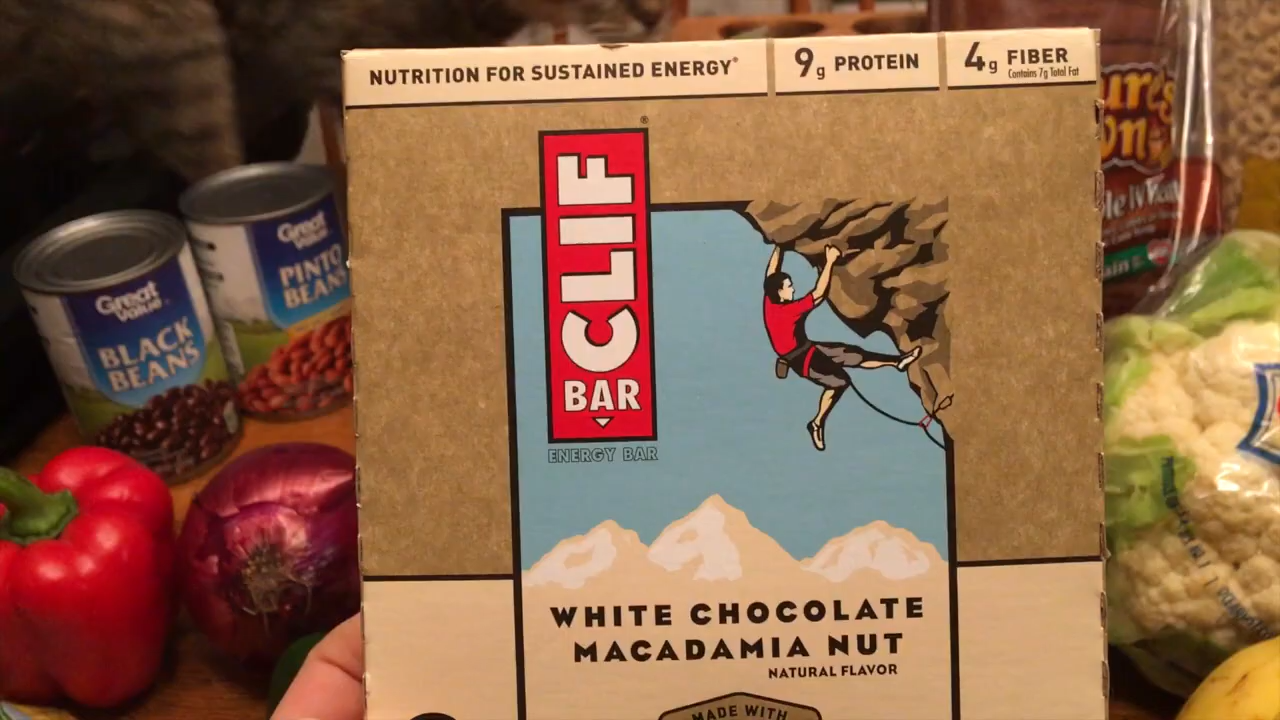 NUTRITION FOR SUSTAINED ENERGY®
9g PROTEIN
4g FIBER
Contains 7g Total Fat
CLIF®
BAR
ENERGY BAR
WHITE CHOCOLATE
MACADAMIA NUT
NATURAL FLAVOR
MADE WITH
Great
Value
BLACK
BEANS
Great
Value
PINTO
BEANS